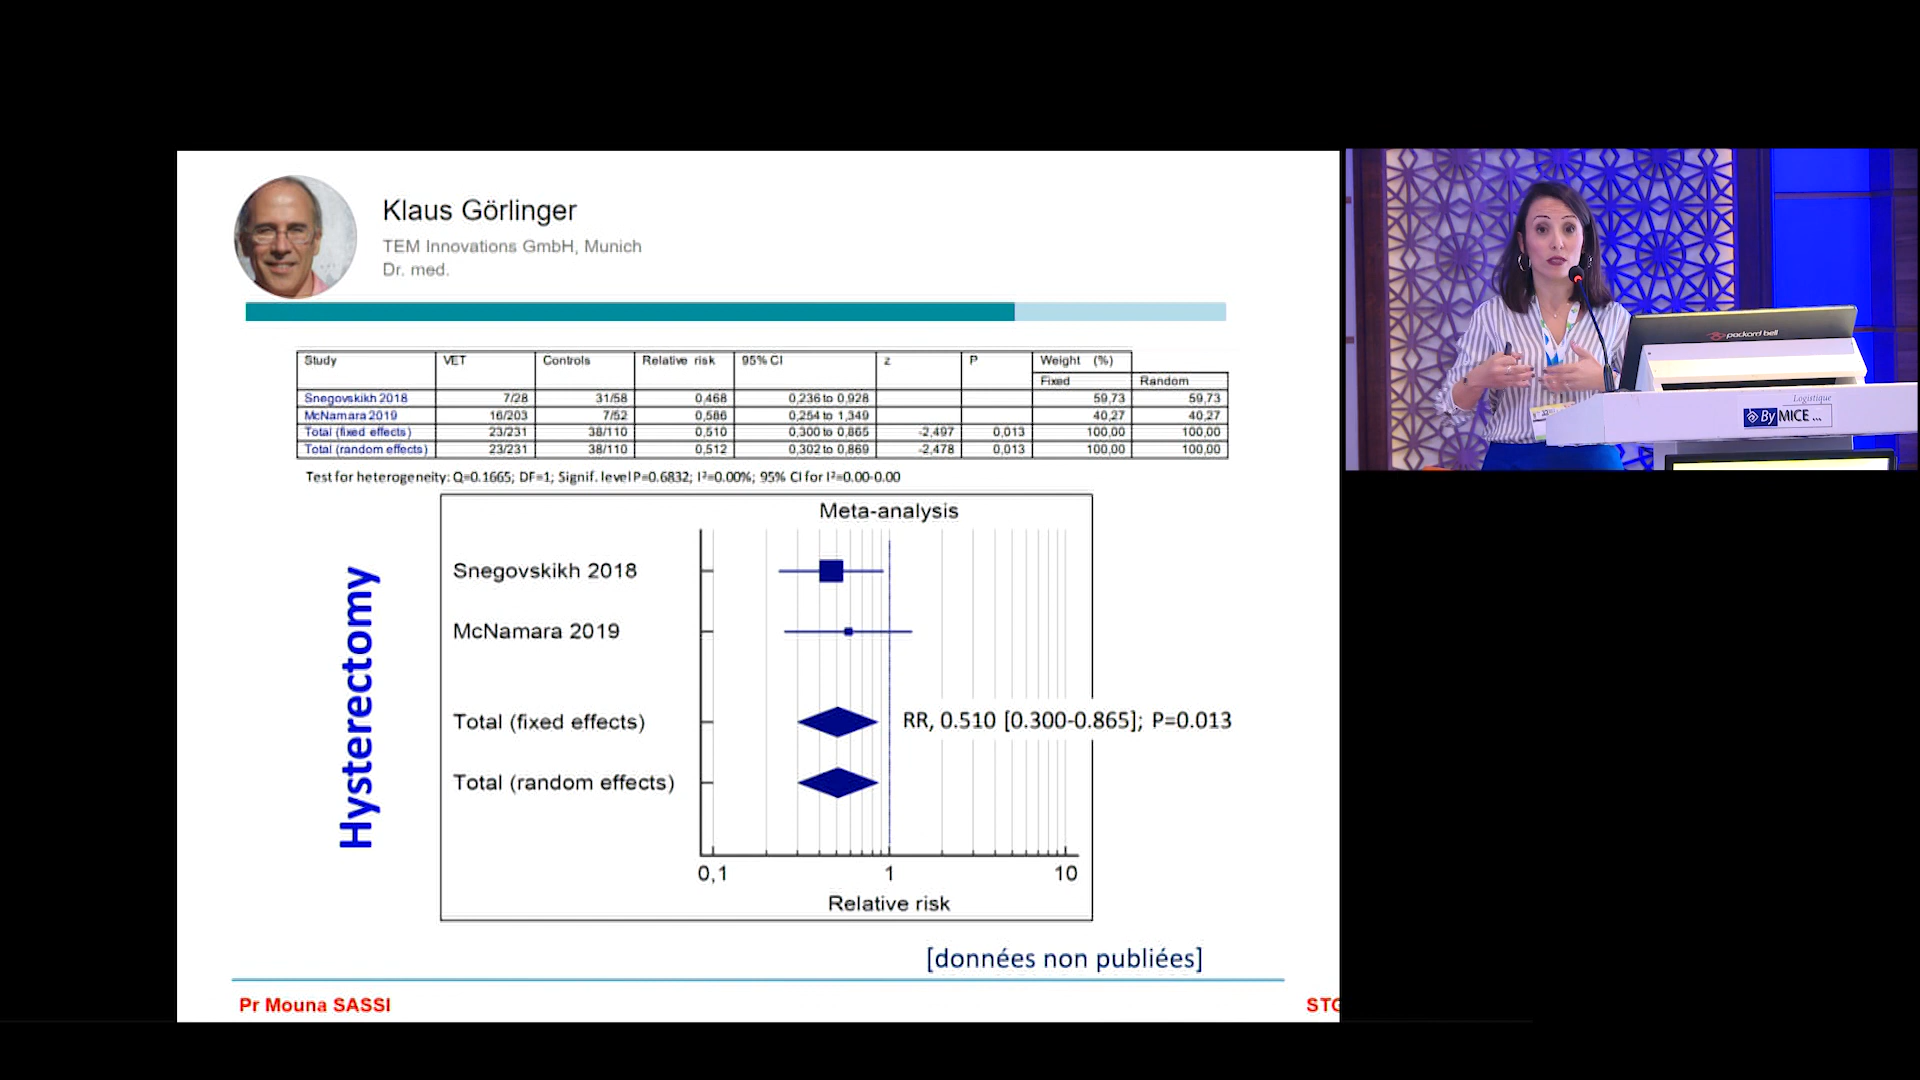 Klaus Görlinger
TEM Innovations GmbH, Munich
Dr. med.
Study VET Controls Relative risk 95% CI z P Weight (%)
Fixed Random
Snegovskikh 2018 7/28 31/58 0,468 0,236 to 0,928 59,73 59,73
McNamara 2019 16/203 7/52 0,586 0,254 to 1,349 40,27 40,27
Total (fixed effects) 23/231 38/110 0,510 0,300 to 0,865 -2,497 0,013 100,00 100,00
Total (random effects) 23/231 38/110 0,512 0,302 to 0,869 -2,478 0,013 100,00 100,00
Test for heterogeneity: Q=0.1665; DF=1; Signif. level P=0.6832; I²=0.00%; 95% CI for I²=0.00-0.00
Hysterectomy
Meta-analysis
Snegovskikh 2018
McNamara 2019
Total (fixed effects) RR, 0.510 [0.300-0.865]; P=0.013
Total (random effects)
0,1 1 10
Relative risk
[données non publiées]
Pr Mouna SASSI
packard bell
Logistique
By MICE ...